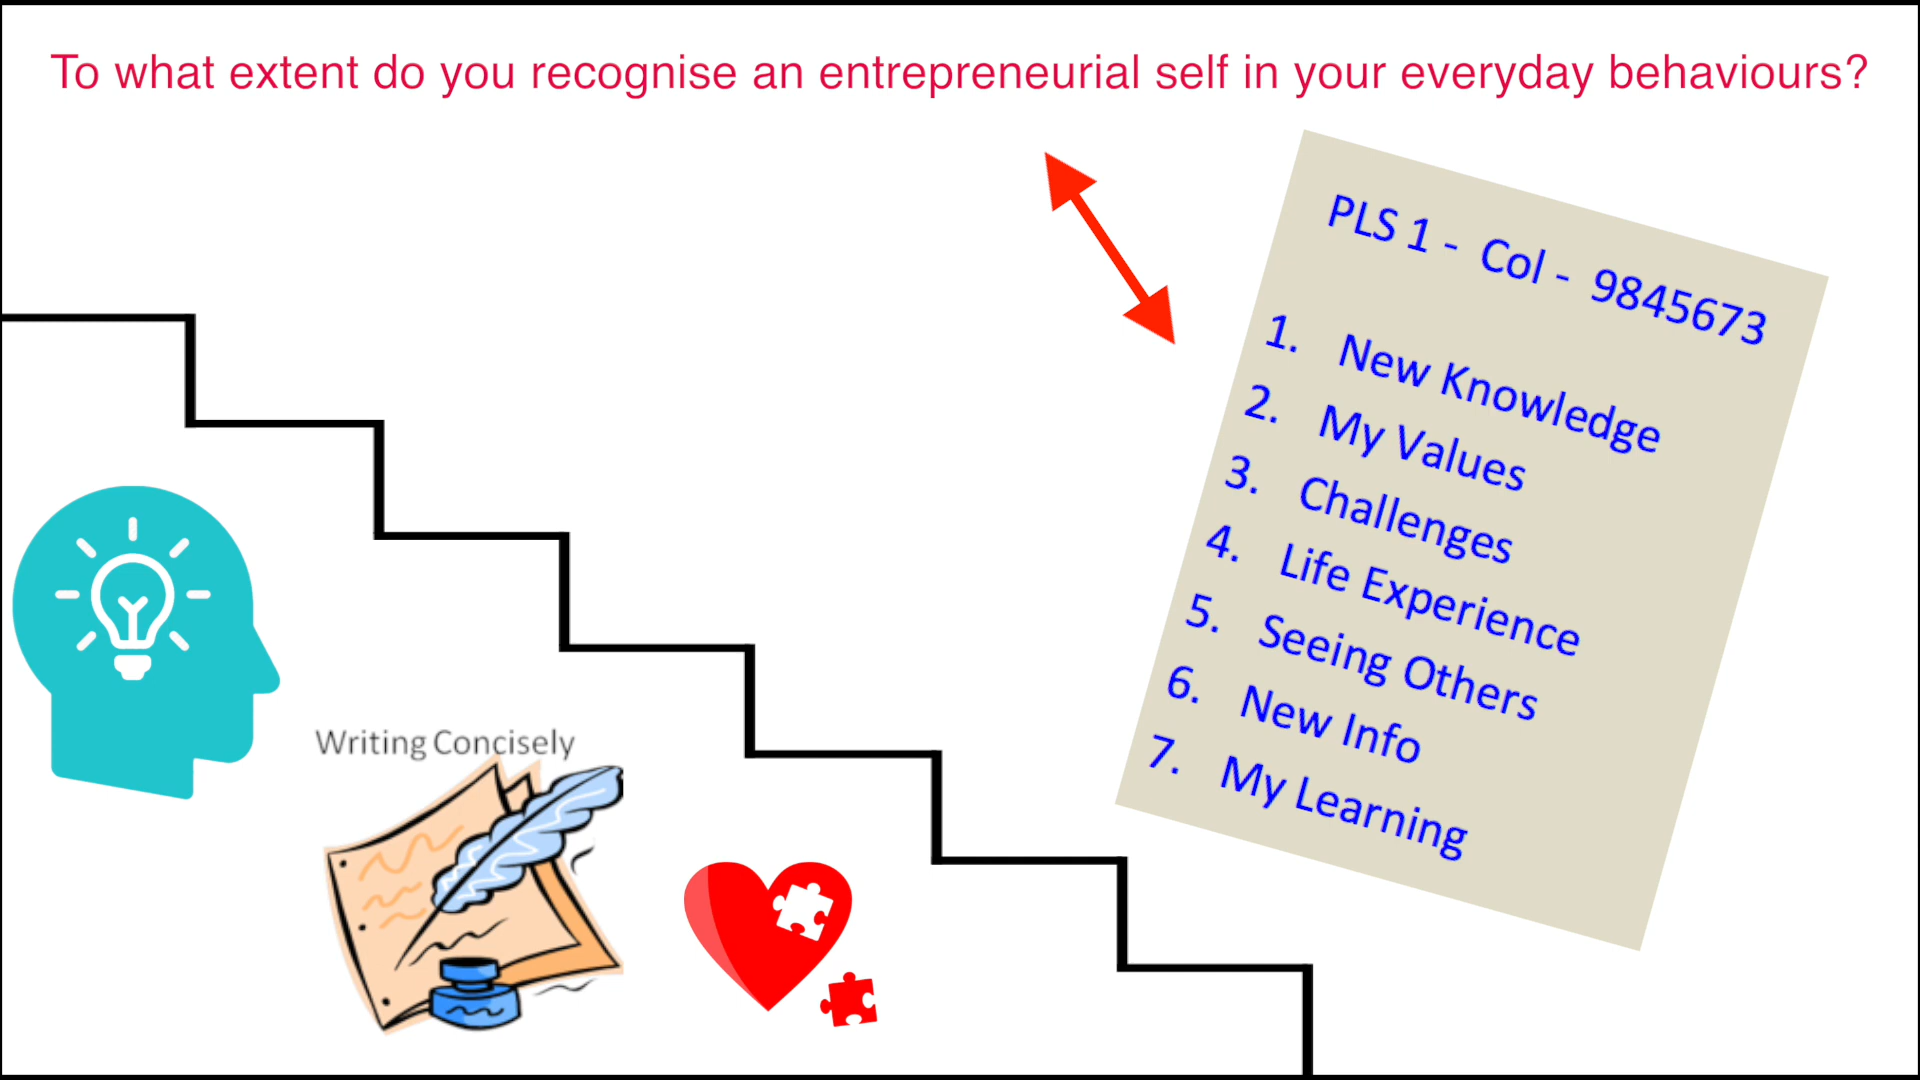 To what extent do you recognise an entrepreneurial self in your everyday behaviours?
PLS 1 - Col - 9845673
1. New Knowledge
2. My Values
3. Challenges
4. Life Experience
5. Seeing Others
6. New Info
7. My Learning
Writing Concisely